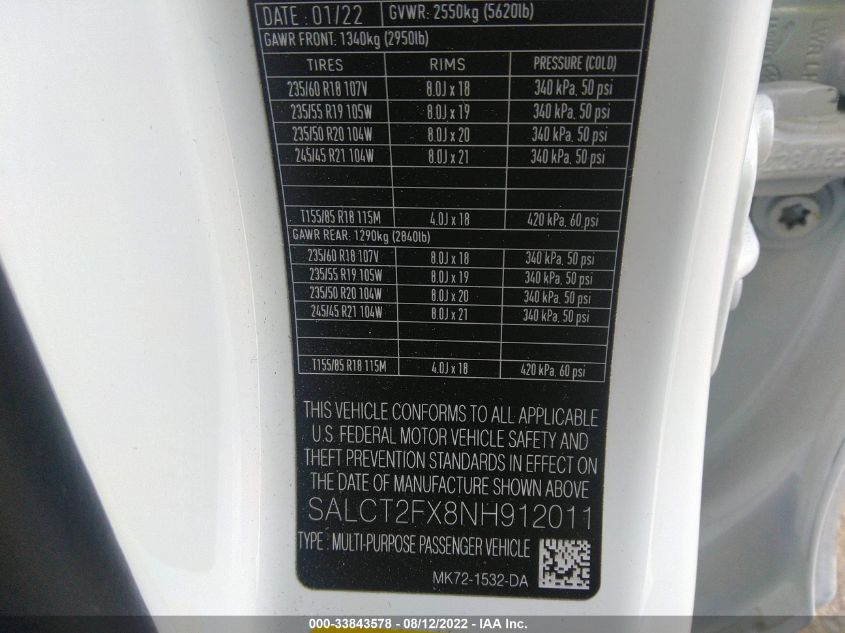 DATE : 01/22 GVWR: 2550kg (5620lb)
GAWR FRONT: 1340kg (2950lb)
TIRES RIMS PRESSURE (COLD)
235/60 R18 107V 8.0J x 18 340 kPa, 50 psi
235/55 R19 105W 8.0J x 19 340 kPa, 50 psi
235/50 R20 104W 8.0J x 20 340 kPa, 50 psi
245/45 R21 104W 8.0J x 21 340 kPa, 50 psi
T155/85 R18 115M 4.0J x 18 420 kPa, 60 psi
GAWR REAR: 1290kg (2840lb)
235/60 R18 107V 8.0J x 18 340 kPa, 50 psi
235/55 R19 105W 8.0J x 19 340 kPa, 50 psi
235/50 R20 104W 8.0J x 20 340 kPa, 50 psi
245/45 R21 104W 8.0J x 21 340 kPa, 50 psi
T155/85 R18 115M 4.0J x 18 420 kPa, 60 psi
THIS VEHICLE CONFORMS TO ALL APPLICABLE
U.S. FEDERAL MOTOR VEHICLE SAFETY AND
THEFT PREVENTION STANDARDS IN EFFECT ON
THE DATE OF MANUFACTURE SHOWN ABOVE
SALCT2FX8NH912011
TYPE : MULTI-PURPOSE PASSENGER VEHICLE
MK72-1532-DA
000-33843578 - 08/12/2022 - IAA Inc.